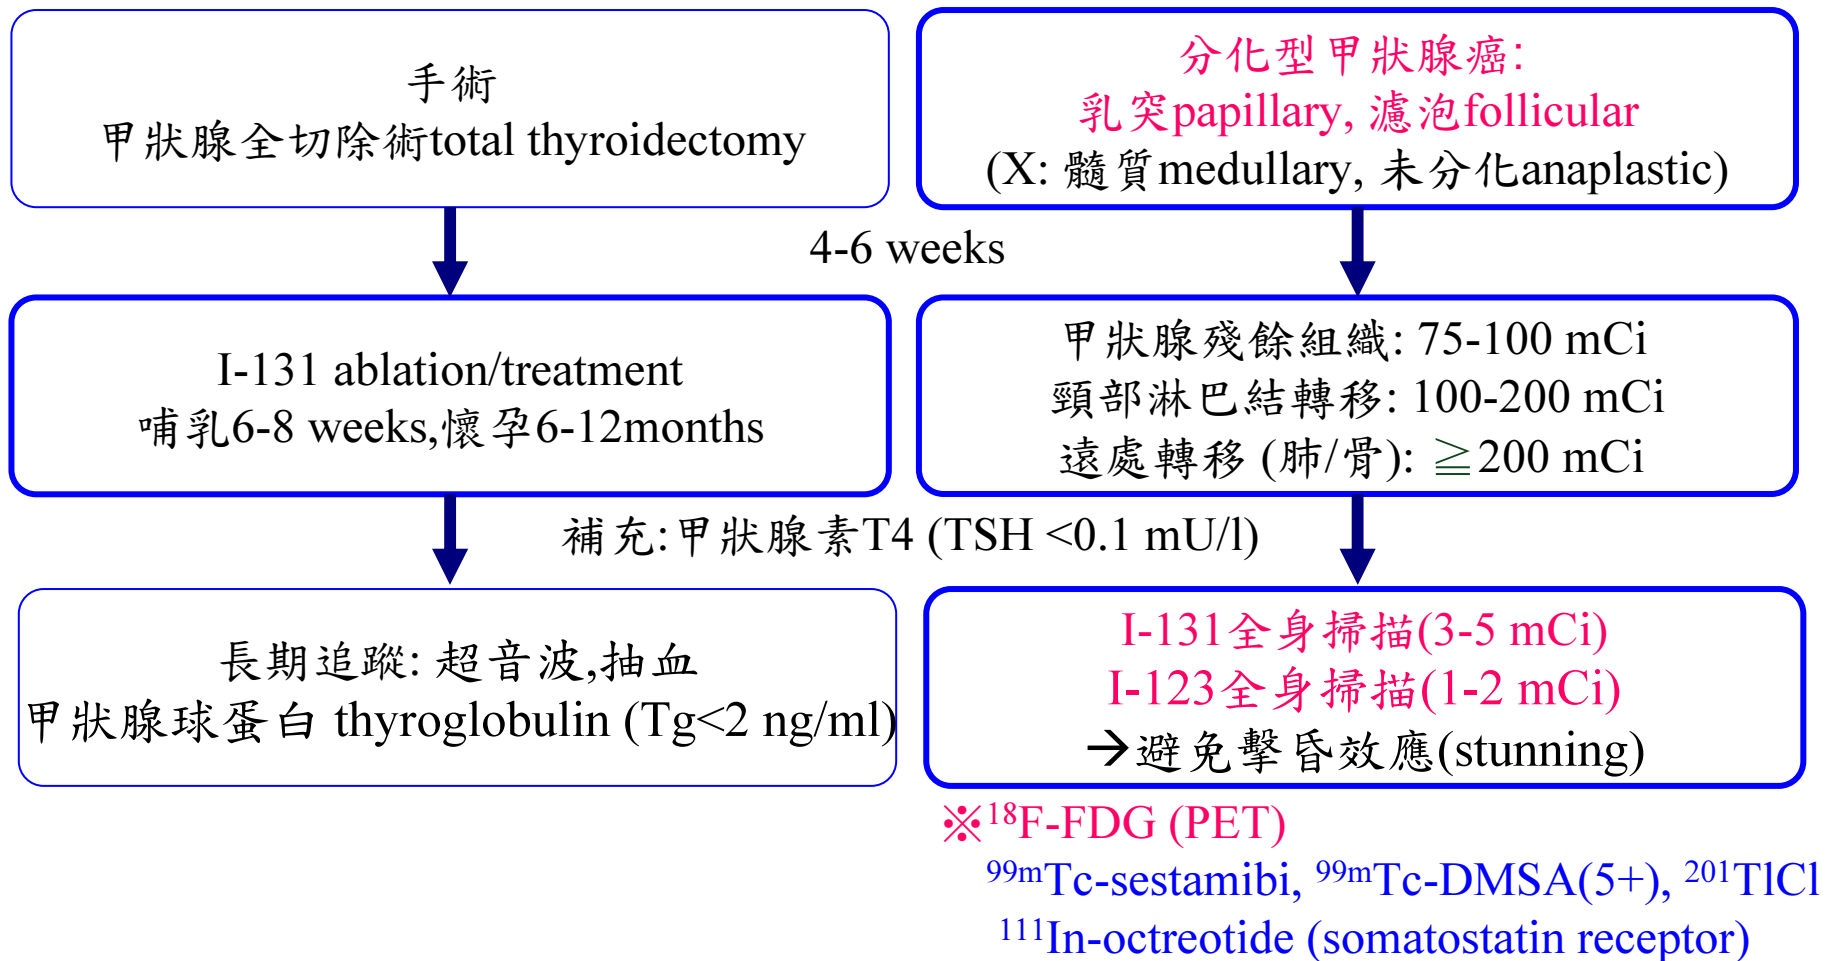 手術
甲狀腺全切除術total thyroidectomy
分化型甲狀腺癌:
乳突papillary, 濾泡follicular
(X: 髓質medullary, 未分化anaplastic)
4-6 weeks
I-131 ablation/treatment
哺乳6-8 weeks,懷孕6-12months
甲狀腺殘餘組織: 75-100 mCi
頸部淋巴結轉移: 100-200 mCi
遠處轉移 (肺/骨): ≧200 mCi
補充:甲狀腺素T4 (TSH <0.1 mU/l)
長期追蹤: 超音波,抽血
甲狀腺球蛋白 thyroglobulin (Tg<2 ng/ml)
I-131全身掃描(3-5 mCi)
I-123全身掃描(1-2 mCi)
→避免擊昏效應(stunning)
※¹⁸F-FDG (PET)
⁹⁹ᵐTc-sestamibi, ⁹⁹ᵐTc-DMSA(5+), ²⁰¹TlCl
¹¹¹In-octreotide (somatostatin receptor)